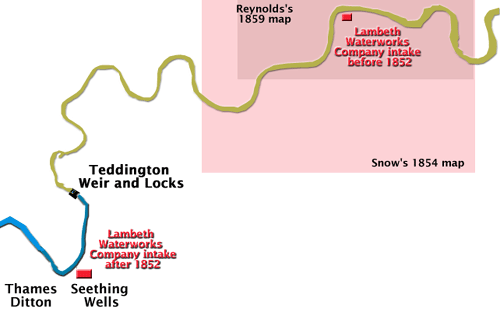 Reynolds's
1859 map
Lambeth
Waterworks
Company intake
before 1852
Snow's 1854 map
Teddington
Weir and Locks
Lambeth
Waterworks
Company intake
after 1852
Thames
Ditton
Seething
Wells